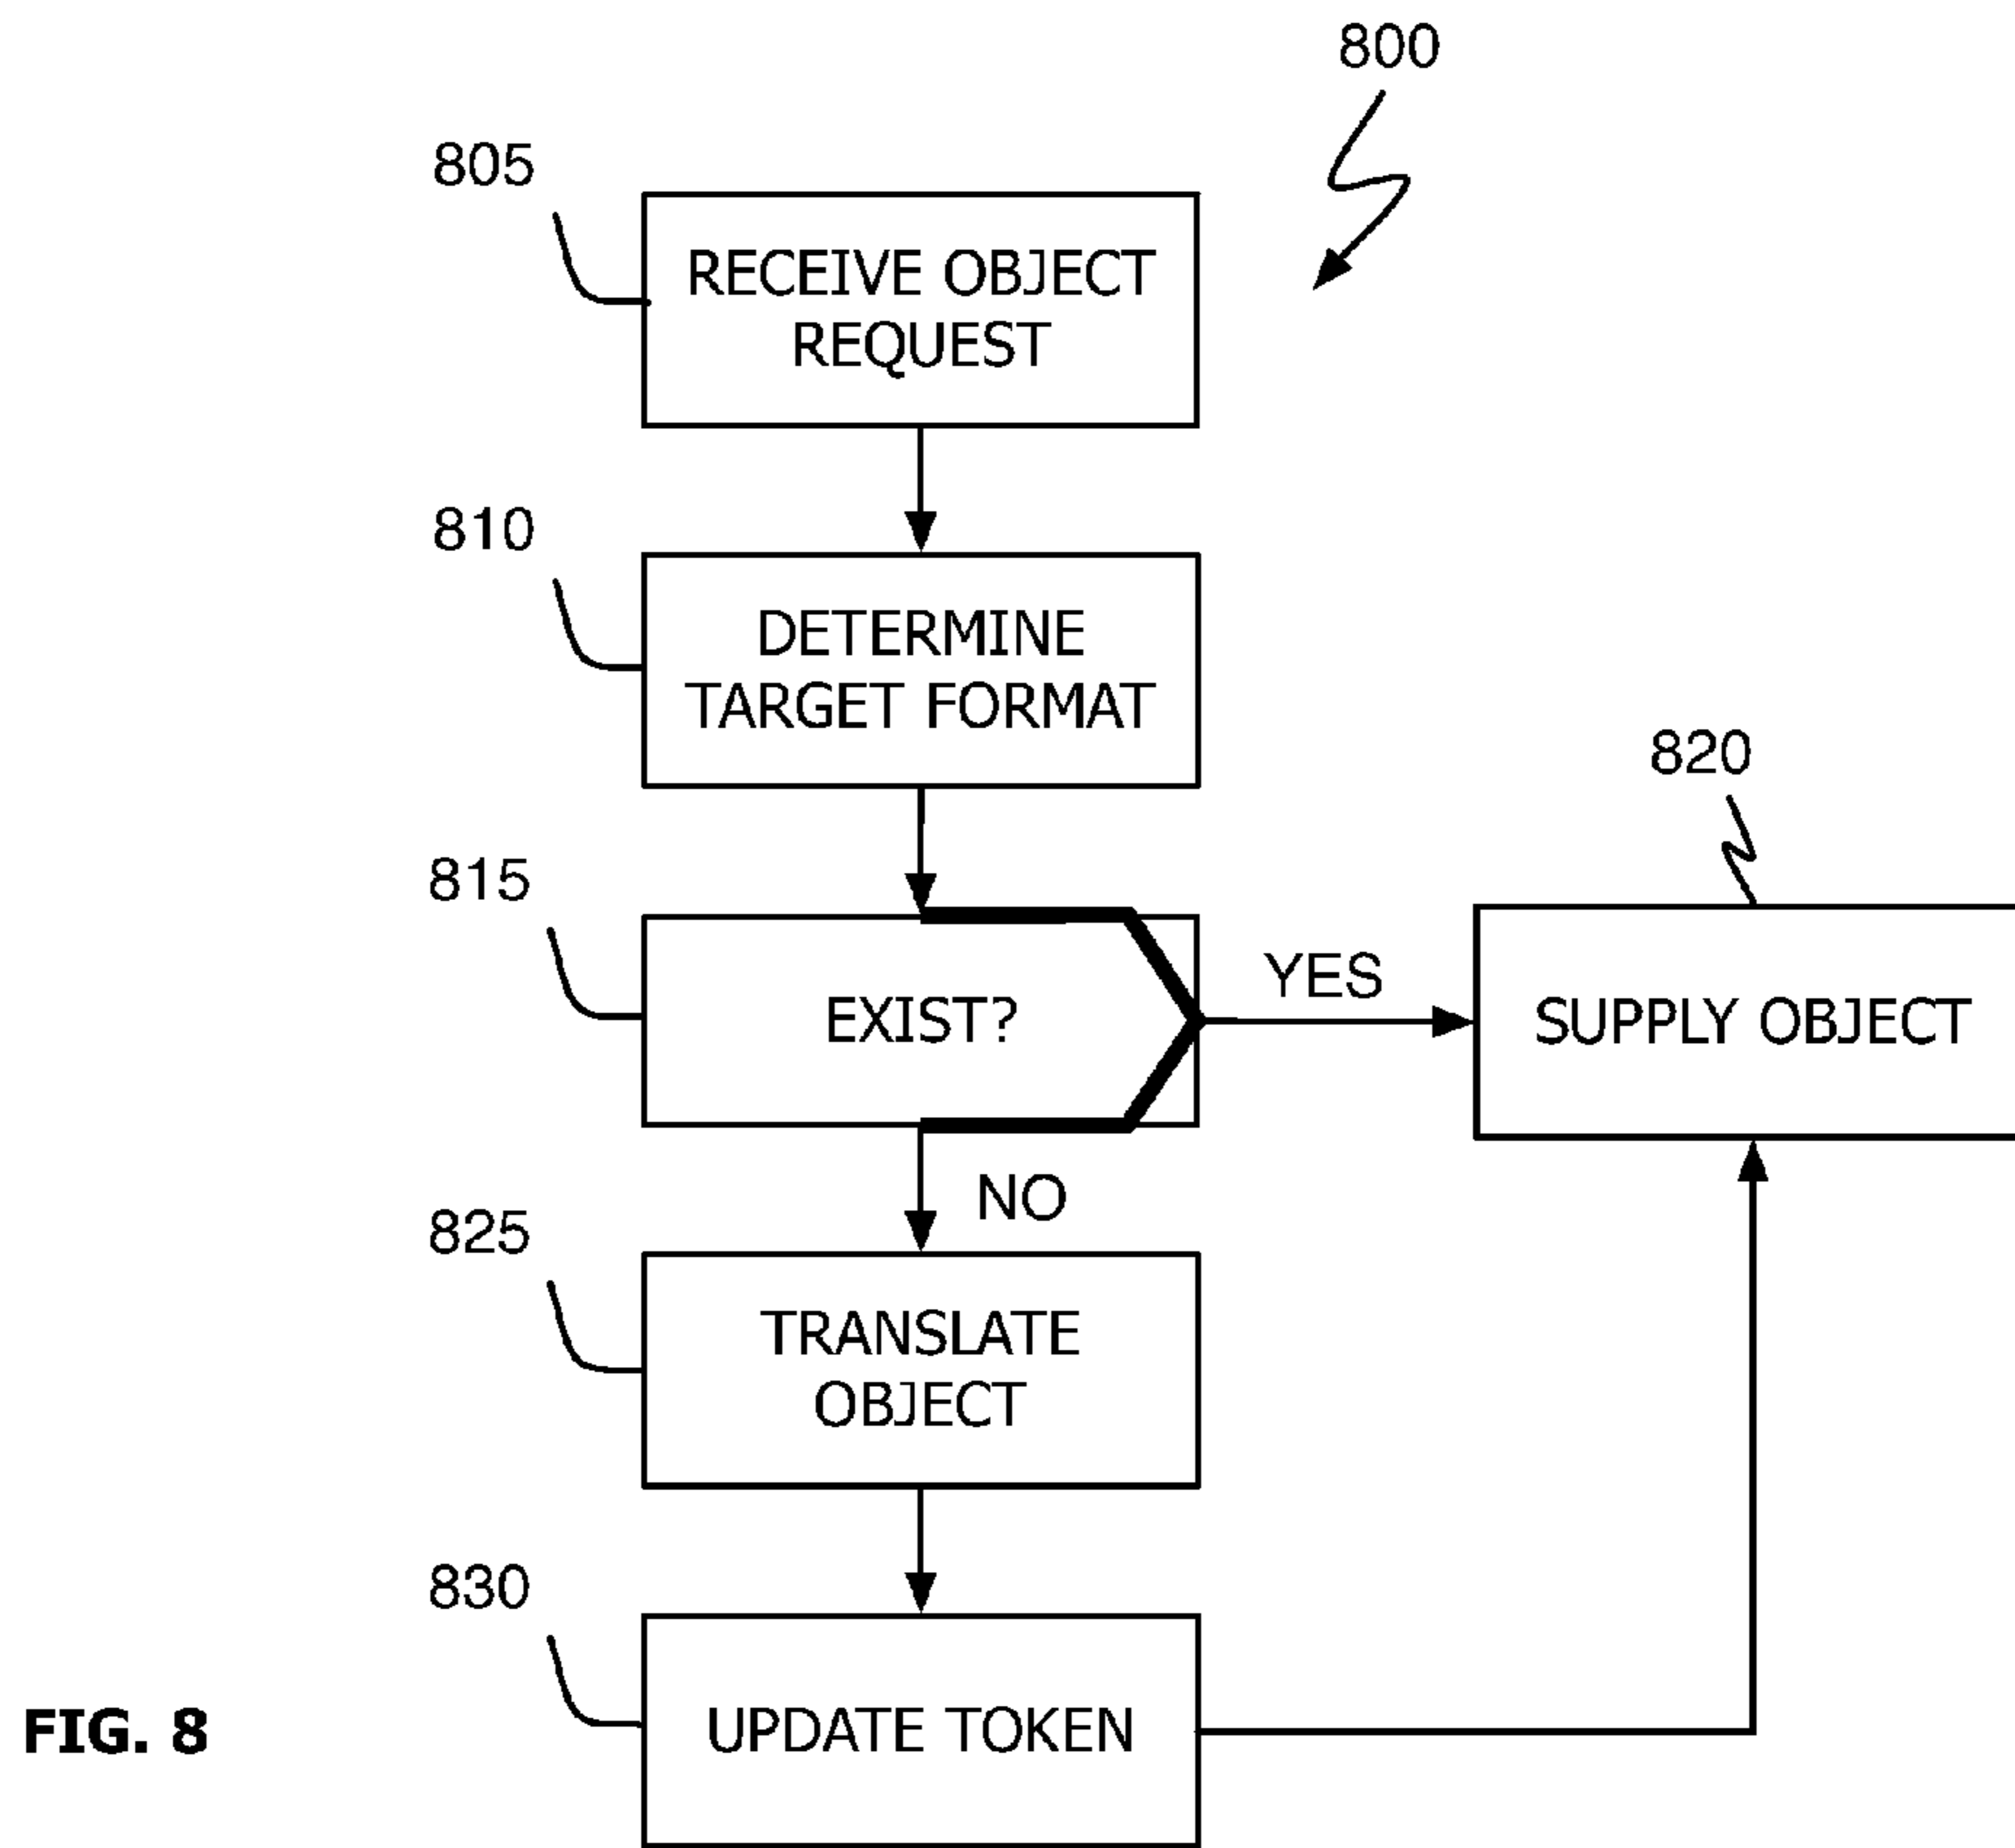 800
805
RECEIVE OBJECT
REQUEST
810
DETERMINE
TARGET FORMAT
815
EXIST?
YES
820
SUPPLY OBJECT
NO
825
TRANSLATE
OBJECT
830
UPDATE TOKEN
FIG. 8